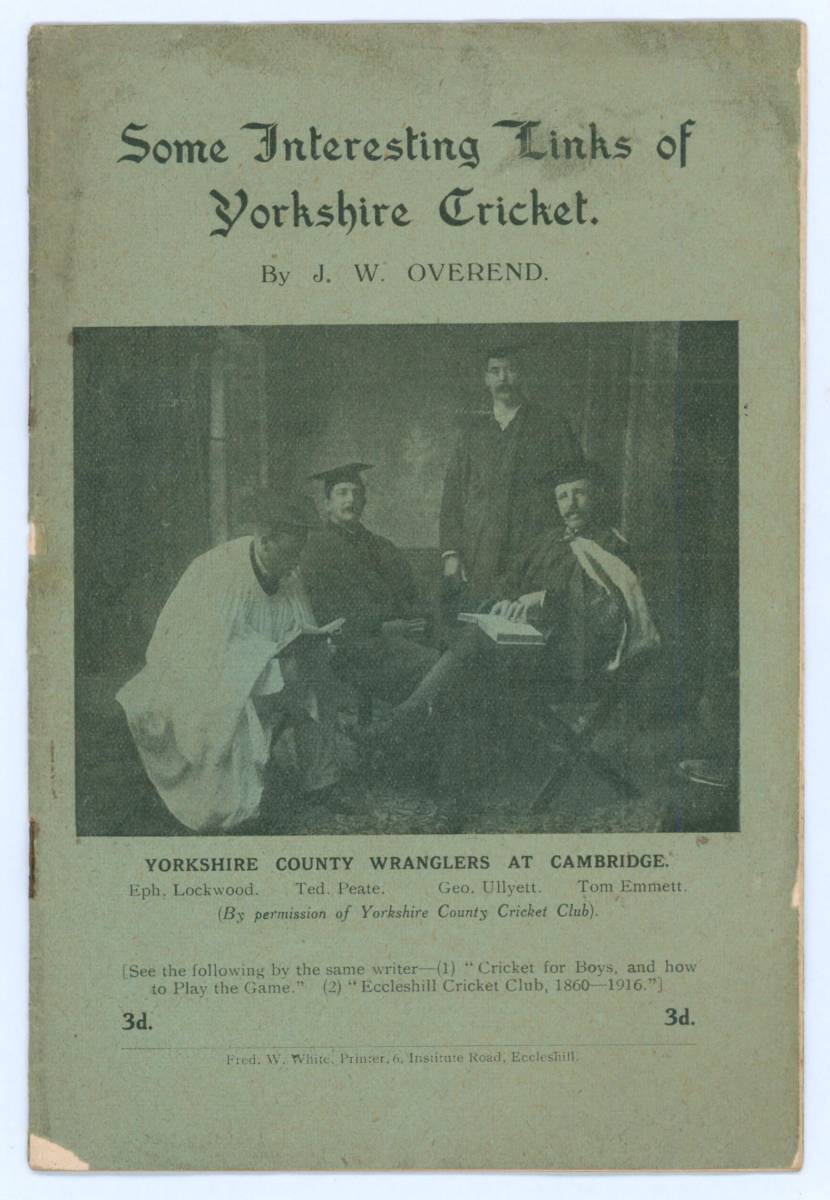 Some Interesting Links of
Yorkshire Cricket.
By J. W. OVEREND.
YORKSHIRE COUNTY WRANGLERS AT CAMBRIDGE.
Eph. Lockwood. Ted. Peate. Geo. Ullyett. Tom Emmett.
(By permission of Yorkshire County Cricket Club).
[See the following by the same writer—(1) “Cricket for Boys, and how
to Play the Game.” (2) “Eccleshill Cricket Club, 1860—1916.”]
3d. 3d.
Fred. W. White, Printer, 6, Institute Road, Eccleshill.